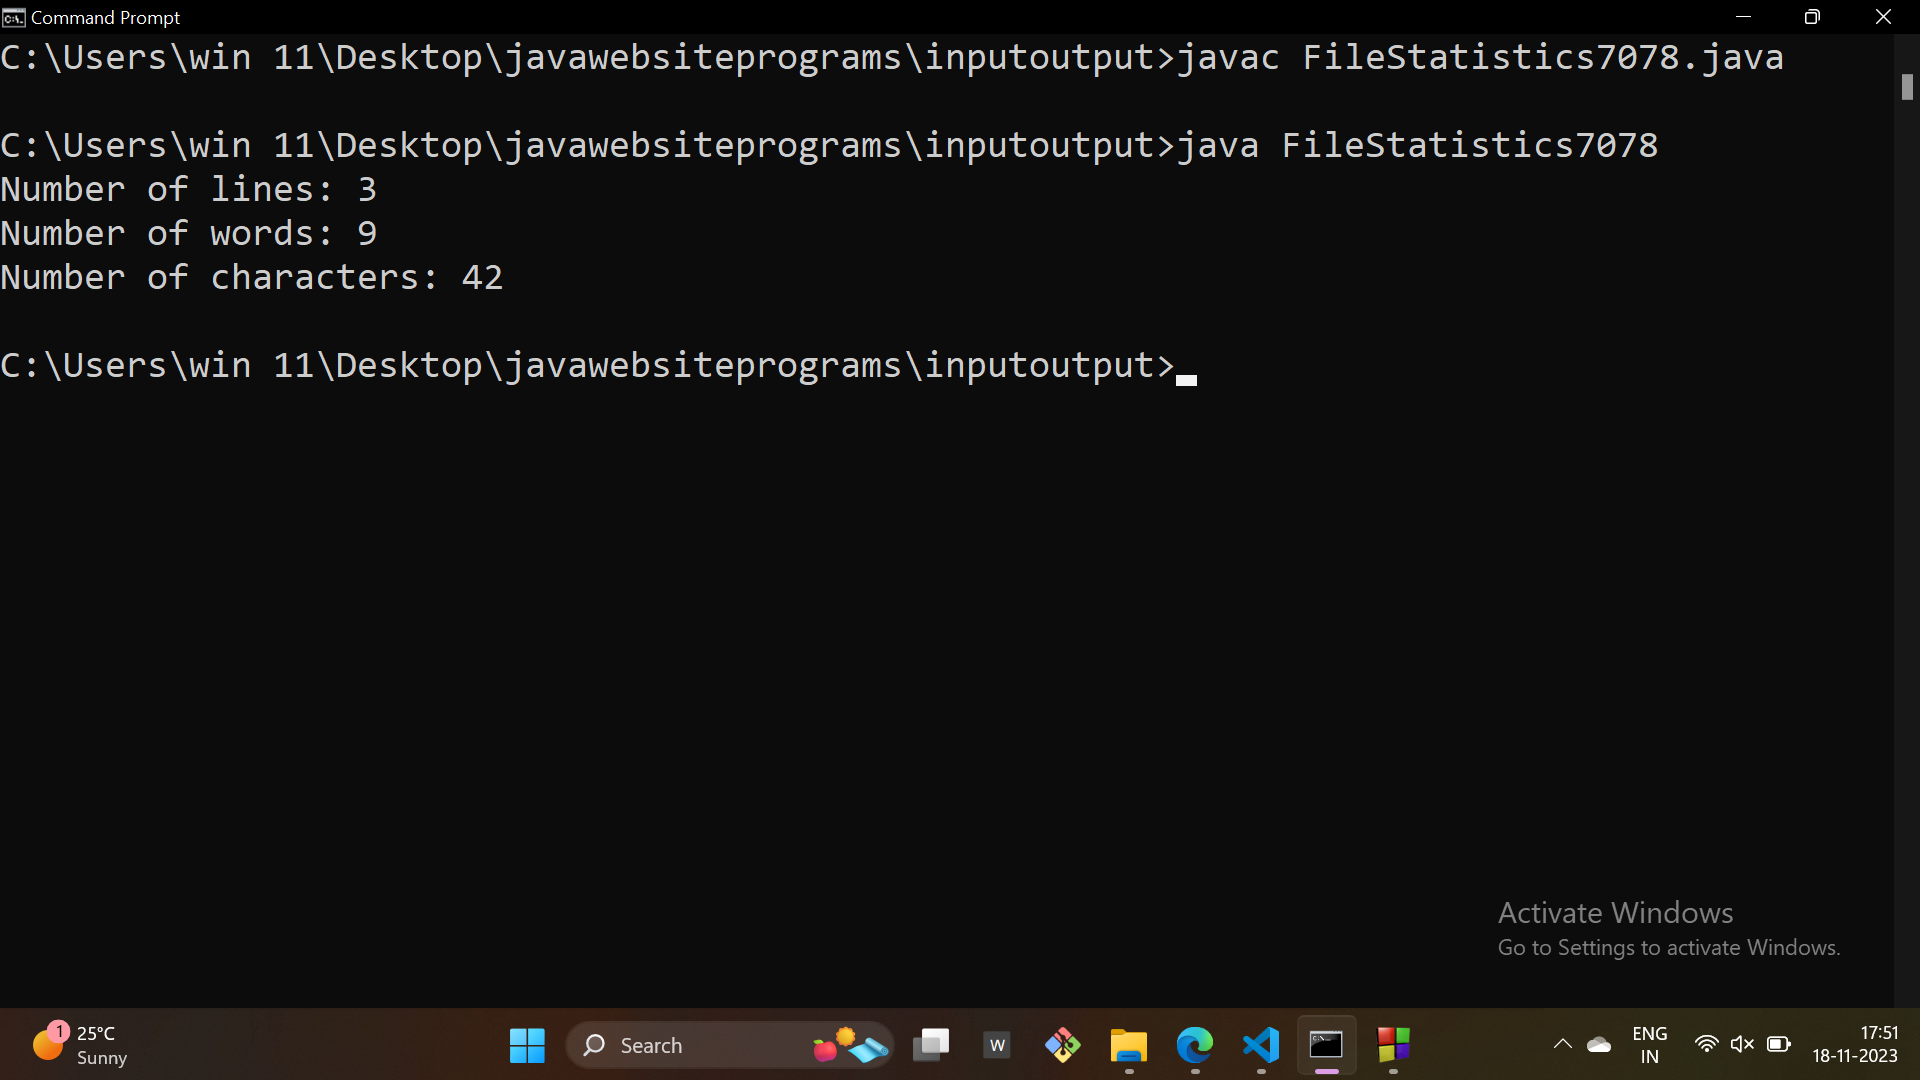 Command Prompt
C:\Users\win 11\Desktop\javawebsiteprograms\inputoutput>javac FileStatistics7078.java
C:\Users\win 11\Desktop\javawebsiteprograms\inputoutput>java FileStatistics7078
Number of lines: 3
Number of words: 9
Number of characters: 42
C:\Users\win 11\Desktop\javawebsiteprograms\inputoutput>
Activate Windows
Go to Settings to activate Windows.
1
25°C
Sunny
Search
W
ENG
IN
17:51
18-11-2023